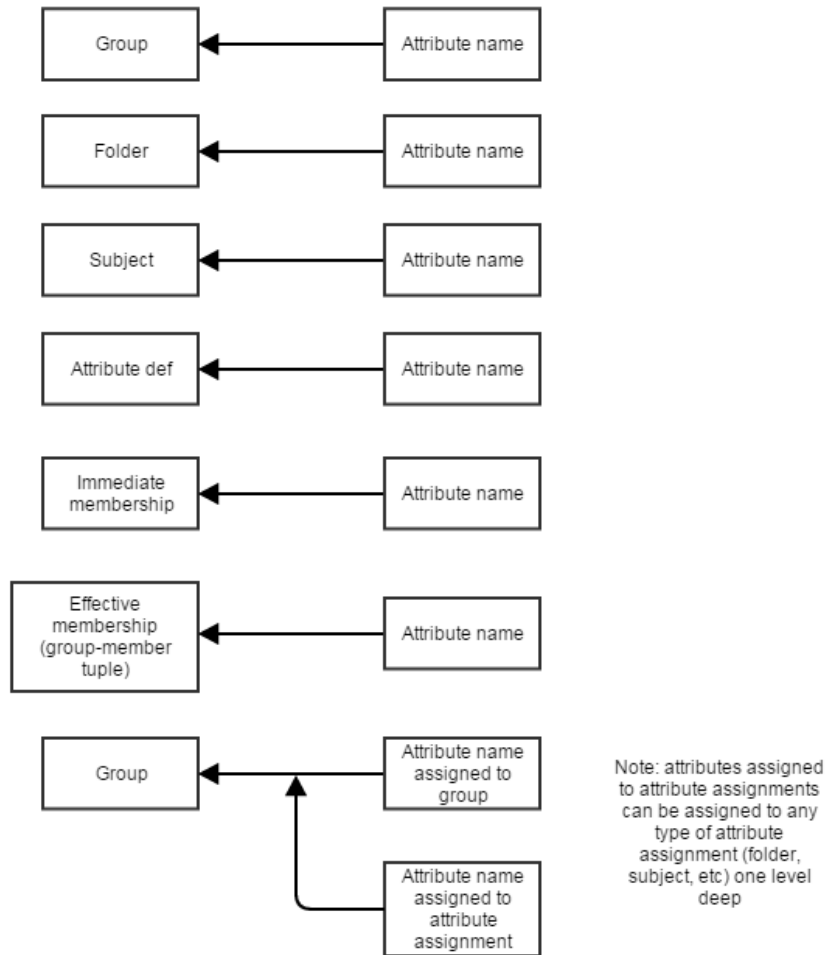 Group
Attribute name
Folder
Attribute name
Subject
Attribute name
Attribute def
Attribute name
Immediate
membership
Attribute name
Effective
membership
(group-member
tuple)
Attribute name
Group
Attribute name
assigned to
group
Note: attributes assigned
to attribute assignments
can be assigned to any
type of attribute
assignment (folder,
subject, etc) one level
deep
Attribute name
assigned to
attribute
assignment